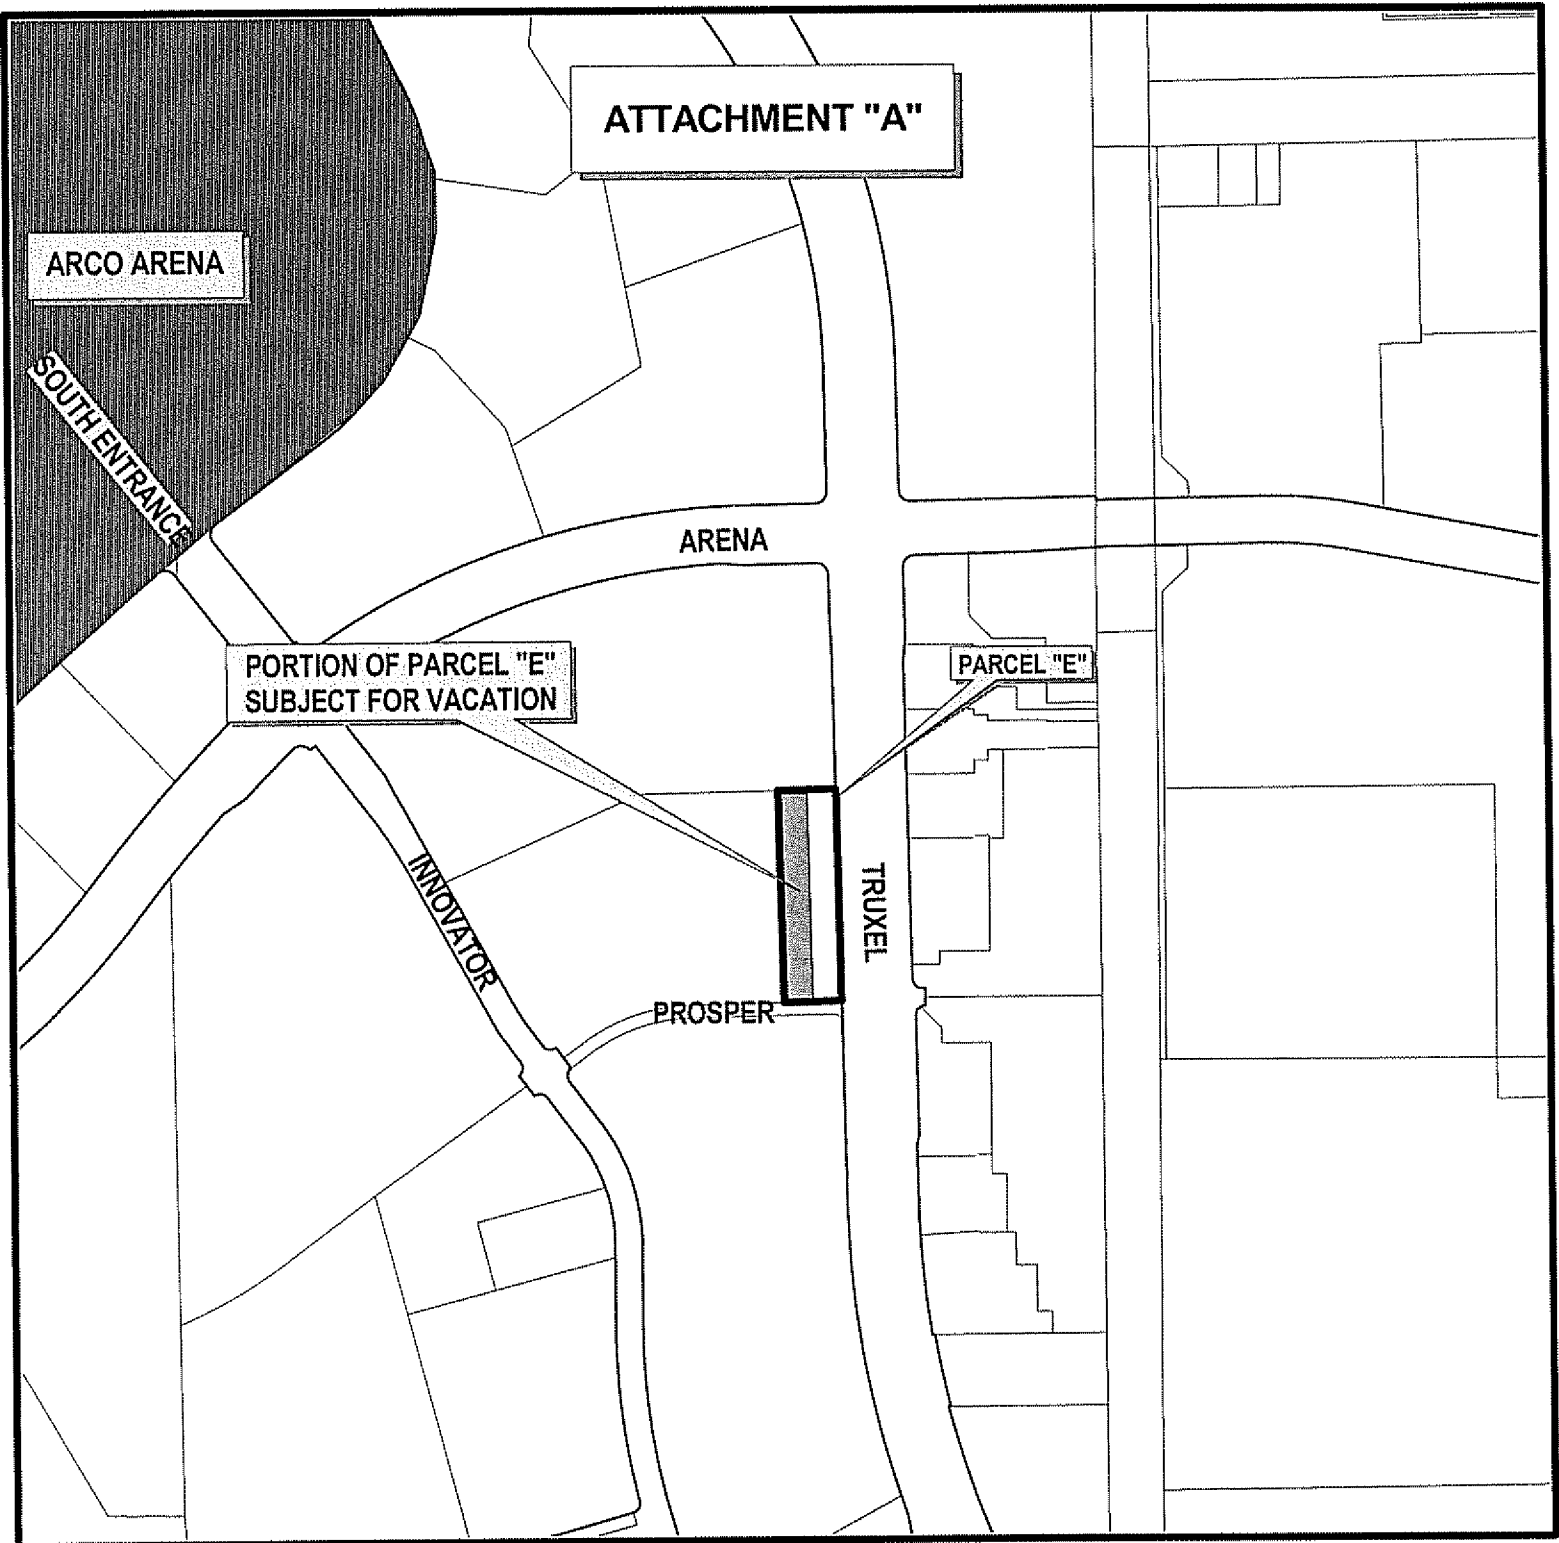 ATTACHMENT "A"
ARCO ARENA
SOUTH ENTRANCE
ARENA
PORTION OF PARCEL "E"
SUBJECT FOR VACATION
PARCEL "E"
INNOVATOR
TRUXEL
PROSPER